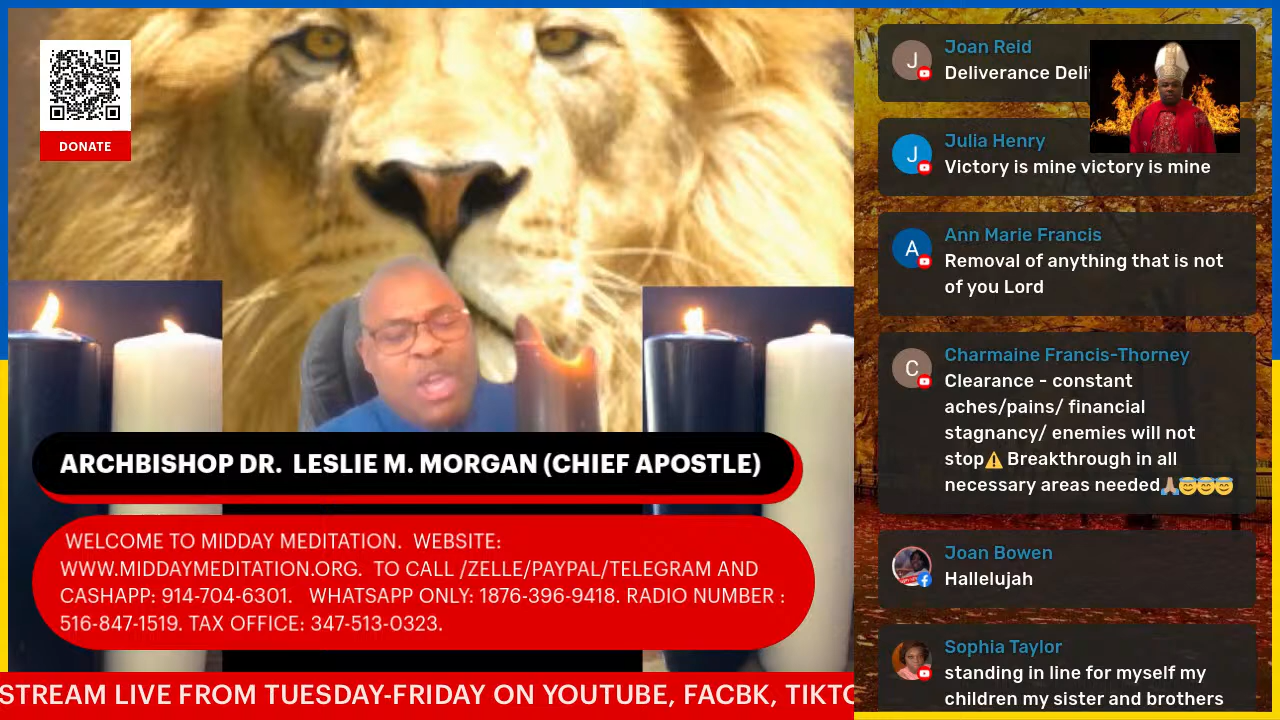 DONATE
ARCHBISHOP DR. LESLIE M. MORGAN (CHIEF APOSTLE)
WELCOME TO MIDDAY MEDITATION. WEBSITE:
WWW.MIDDAYMEDITATION.ORG. TO CALL /ZELLE/PAYPAL/TELEGRAM AND
CASHAPP: 914-704-6301. WHATSAPP ONLY: 1876-396-9418. RADIO NUMBER :
516-847-1519. TAX OFFICE: 347-513-0323.
STREAM LIVE FROM TUESDAY-FRIDAY ON YOUTUBE, FACBK,
J
Joan Reid
Deliverance
J
Julia Henry
Victory is mine victory is mine
A
Ann Marie Francis
Removal of anything that is not
of you Lord
C
Charmaine Francis-Thorney
Clearance - constant
aches/pains/ financial
stagnancy/ enemies will not
stop⚠️ Breakthrough in all
necessary areas needed🙏🏽😇😇😇
Joan Bowen
Hallelujah
Sophia Taylor
standing in line for myself my
children my sister and brothers